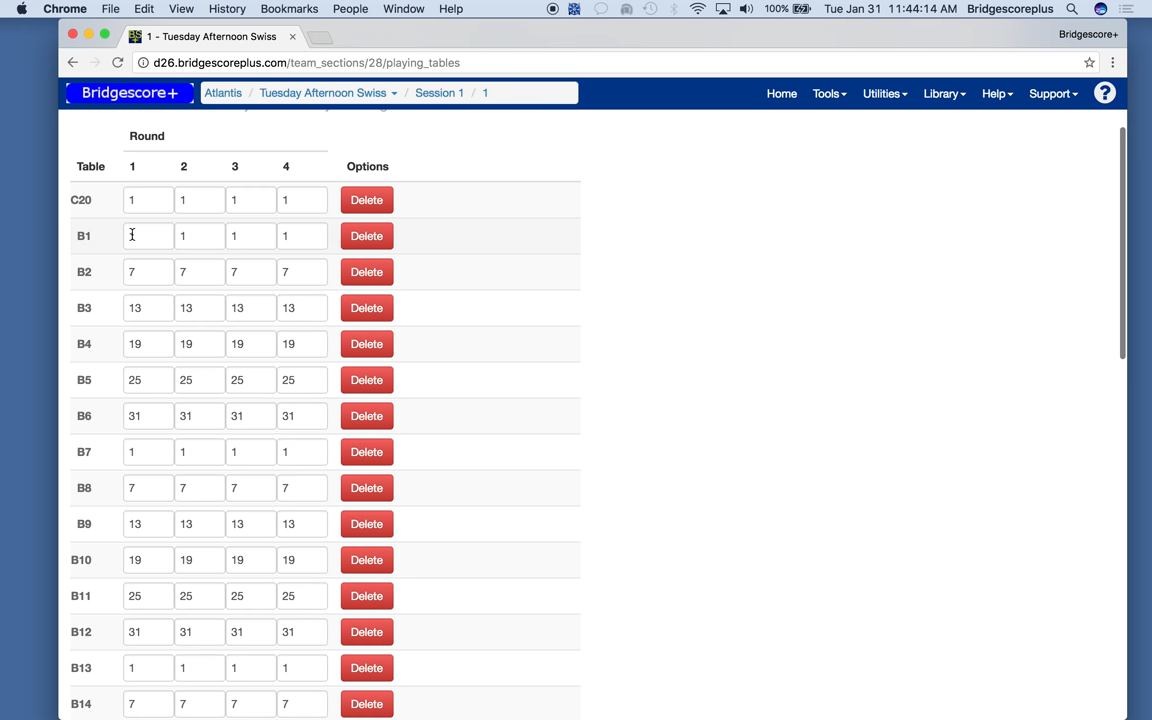 Chrome File Edit View History Bookmarks People Window Help 100% Tue Jan 31 11:44:14 AM Bridgescoreplus
1 - Tuesday Afternoon Swiss × Bridgescore+
d26.bridgescoreplus.com/team_sections/28/playing_tables
Bridgescore+ Atlantis / Tuesday Afternoon Swiss / Session 1 / 1 Home Tools Utilities Library Help Support ?
Round
Table 1 2 3 4 Options
C20 1 1 1 1 Delete
B1 1 1 1 Delete
B2 7 7 7 7 Delete
B3 13 13 13 13 Delete
B4 19 19 19 19 Delete
B5 25 25 25 25 Delete
B6 31 31 31 31 Delete
B7 1 1 1 1 Delete
B8 7 7 7 7 Delete
B9 13 13 13 13 Delete
B10 19 19 19 19 Delete
B11 25 25 25 25 Delete
B12 31 31 31 31 Delete
B13 1 1 1 1 Delete
B14 7 7 7 7 Delete